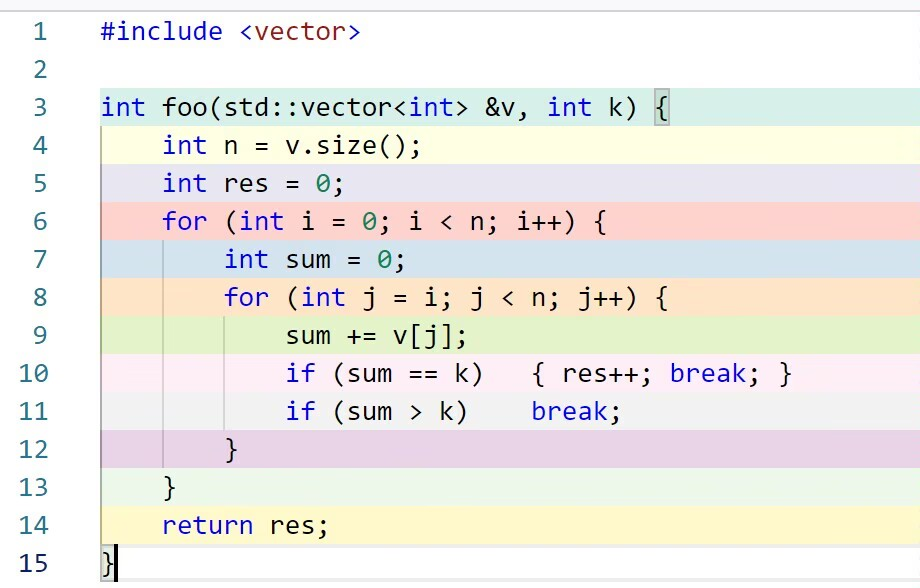 1 #include <vector>
2
3 int foo(std::vector<int> &v, int k) {
4     int n = v.size();
5     int res = 0;
6     for (int i = 0; i < n; i++) {
7         int sum = 0;
8         for (int j = i; j < n; j++) {
9             sum += v[j];
10             if (sum == k)   { res++; break; }
11             if (sum > k)    break;
12         }
13     }
14     return res;
15 }